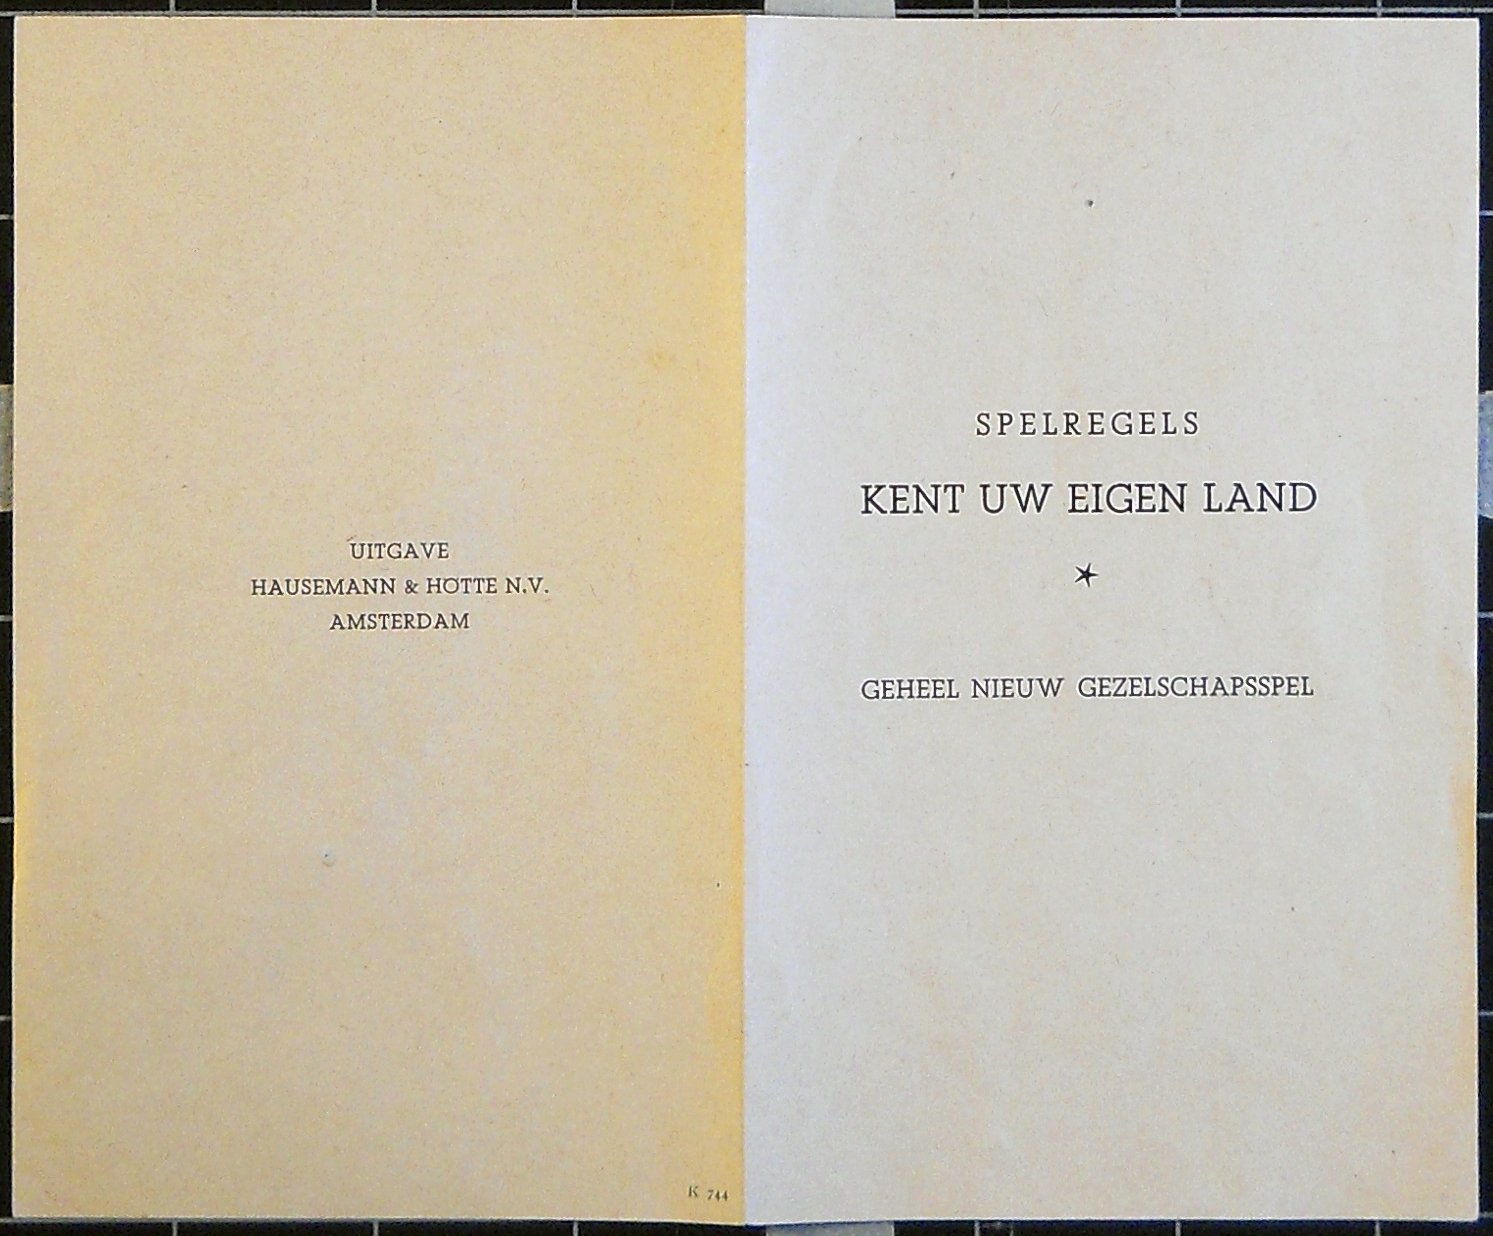 UITGAVE
HAUSEMANN & HÖTTE N.V.
AMSTERDAM
K 744
SPELREGELS
KENT UW EIGEN LAND
★
GEHEEL NIEUW GEZELSCHAPSSPEL